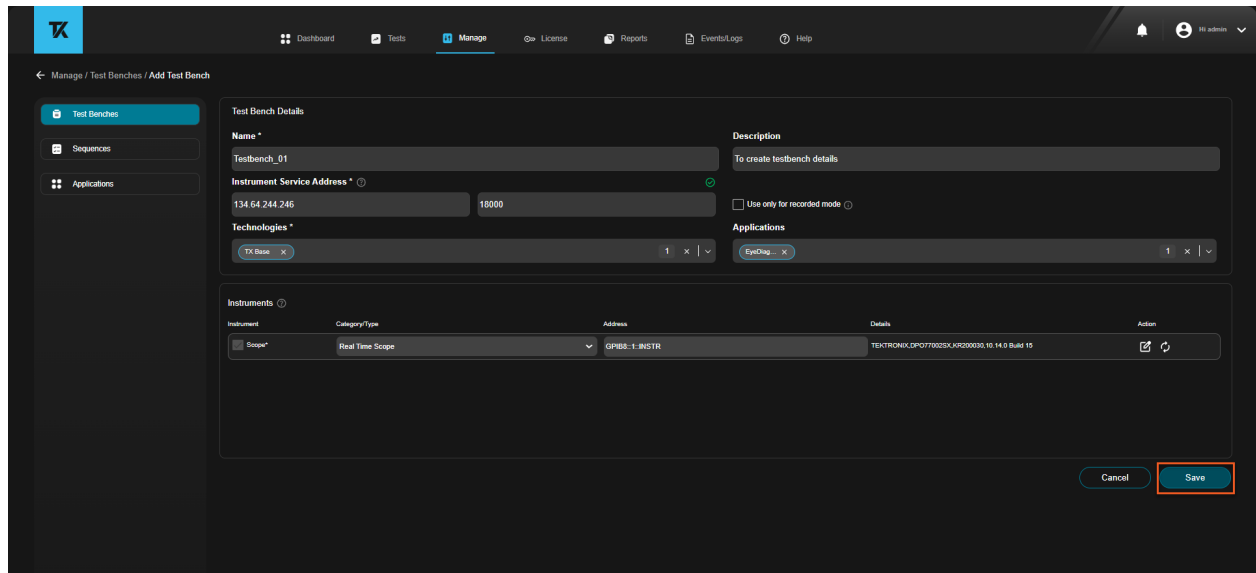 TK
Dashboard Tests Manage License Reports Events/Logs Help Hi admin
Manage / Test Benches / Add Test Bench
Test Benches
Sequences
Applications
Test Bench Details
Name * Description
Testbench_01 To create testbench details
Instrument Service Address *
134.64.244.246 18000 Use only for recorded mode
Technologies * Applications
TX Base × 1 × EyeDiag... × 1 ×
Instruments
Instrument Category/Type Address Details Action
Scope* Real Time Scope GPIB8::1::INSTR TEKTRONIX,DPO77002SX,KR200030,10.14.0 Build 15
Cancel Save